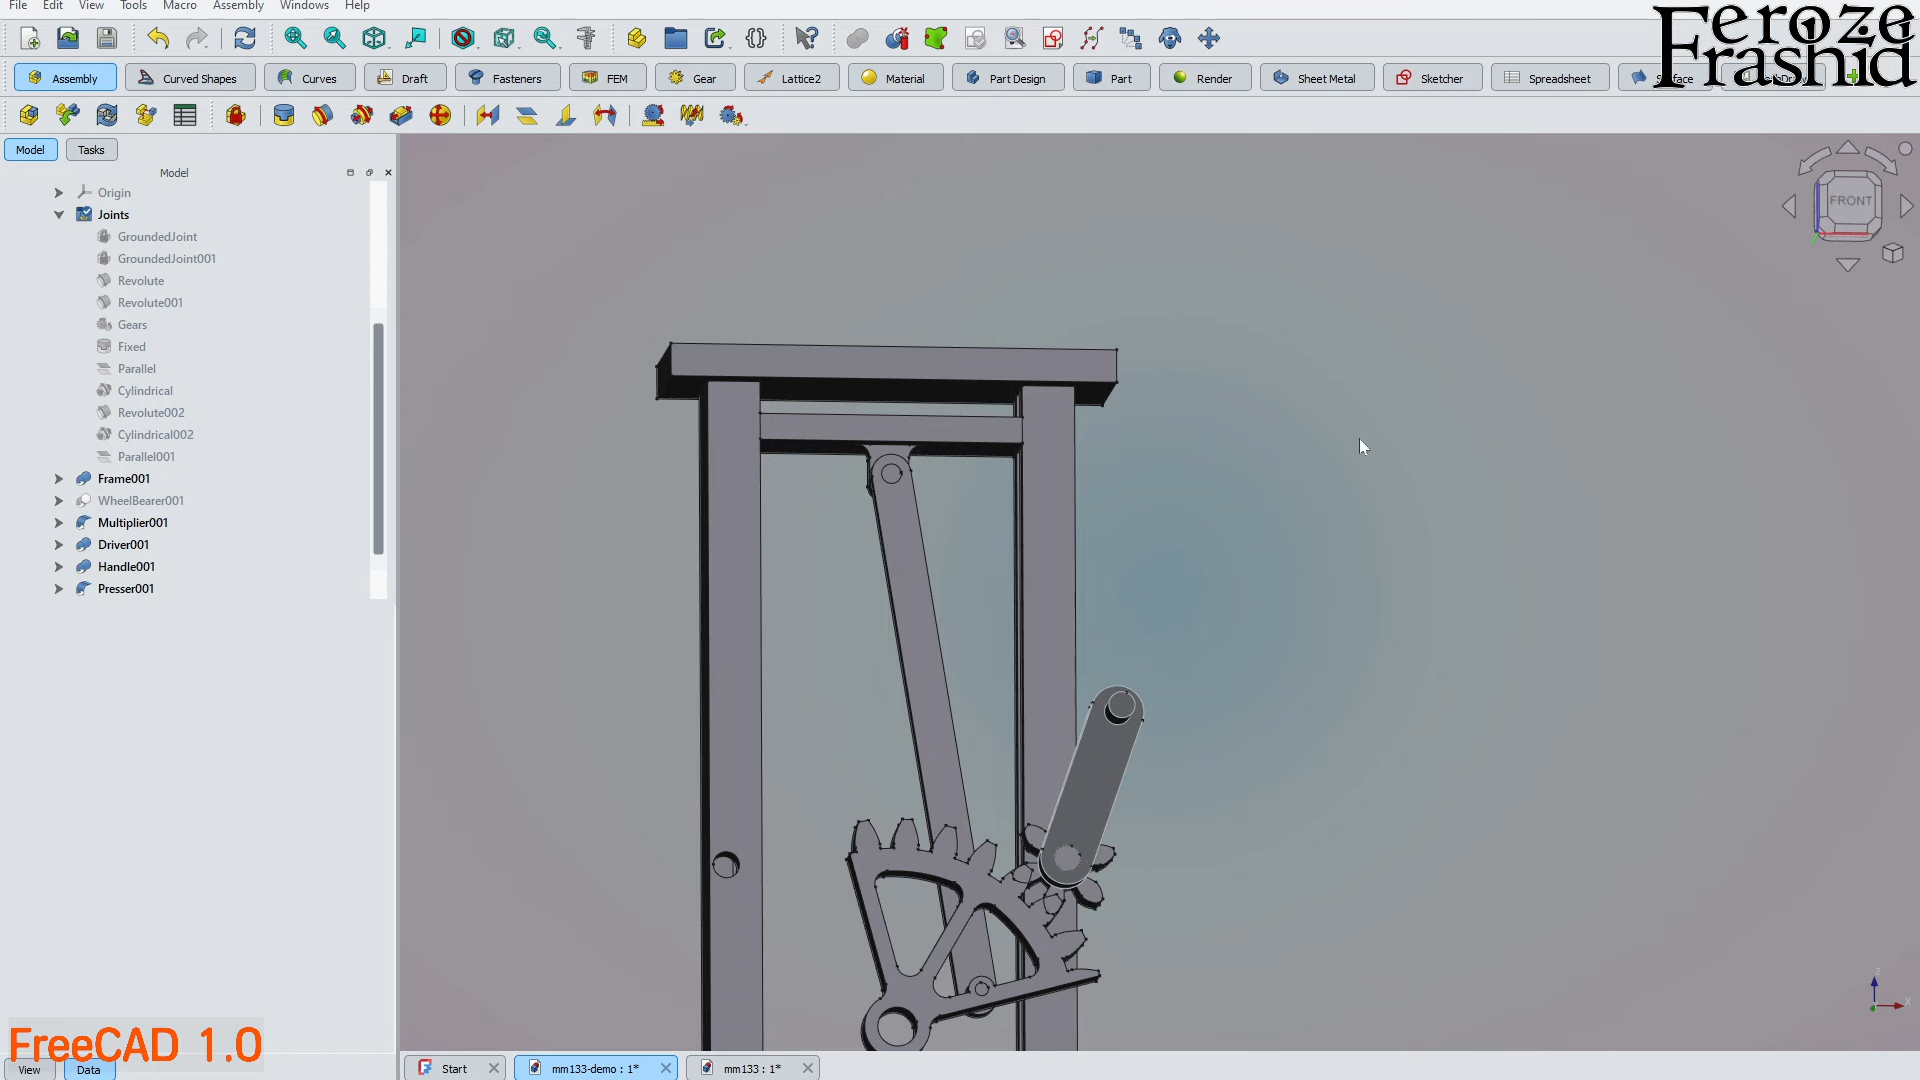 File Edit View Tools Macro Assembly Windows Help
Feroze Frashid
Assembly Curved Shapes Curves Draft Fasteners FEM Gear Lattice2 Material Part Design Part Render Sheet Metal Sketcher Spreadsheet
Model Tasks
Model
Origin
Joints
GroundedJoint
GroundedJoint001
Revolute
Revolute001
Gears
Fixed
Parallel
Cylindrical
Revolute002
Cylindrical002
Parallel001
Frame001
WheelBearer001
Multiplier001
Driver001
Handle001
Presser001
FRONT
Z
X
FreeCAD 1.0
View Data
Start mm133-demo : 1* mm133 : 1*